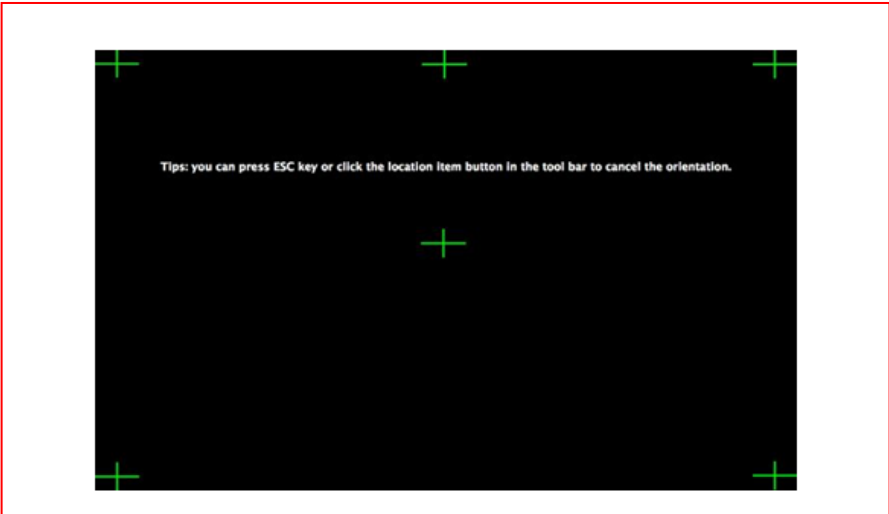 Tips: you can press ESC key or click the location item button in the tool bar to cancel the orientation.